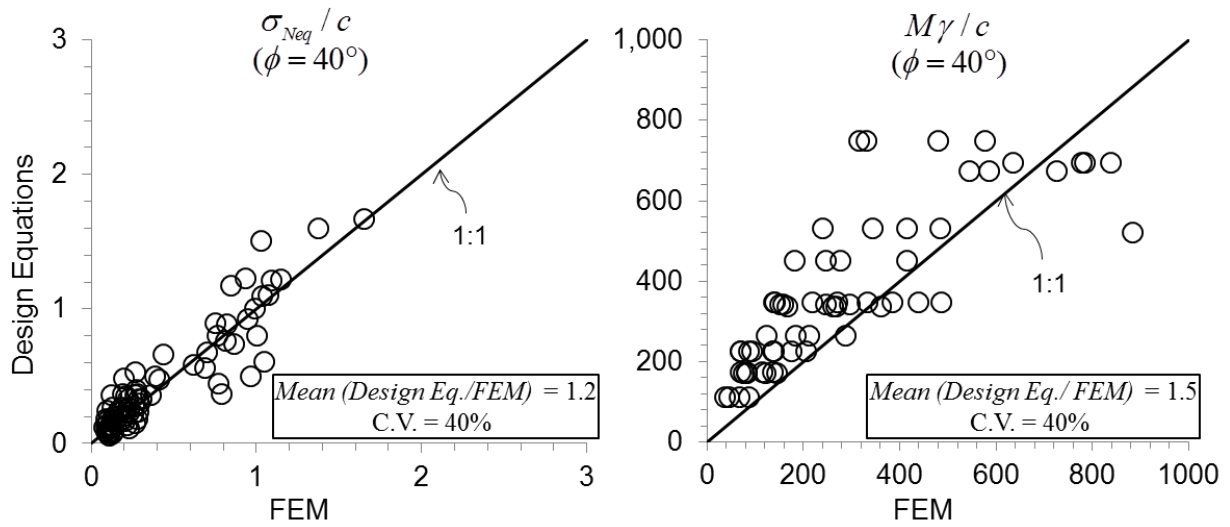 σNeq / c
(ϕ = 40°)
3
2
1
0
Design Equations
1:1
Mean (Design Eq./FEM) = 1.2
C.V. = 40%
0 1 2 3
FEM
Mγ / c
(ϕ = 40°)
1,000
800
600
400
200
0
1:1
Mean (Design Eq./ FEM) = 1.5
C.V. = 40%
0 200 400 600 800 1000
FEM